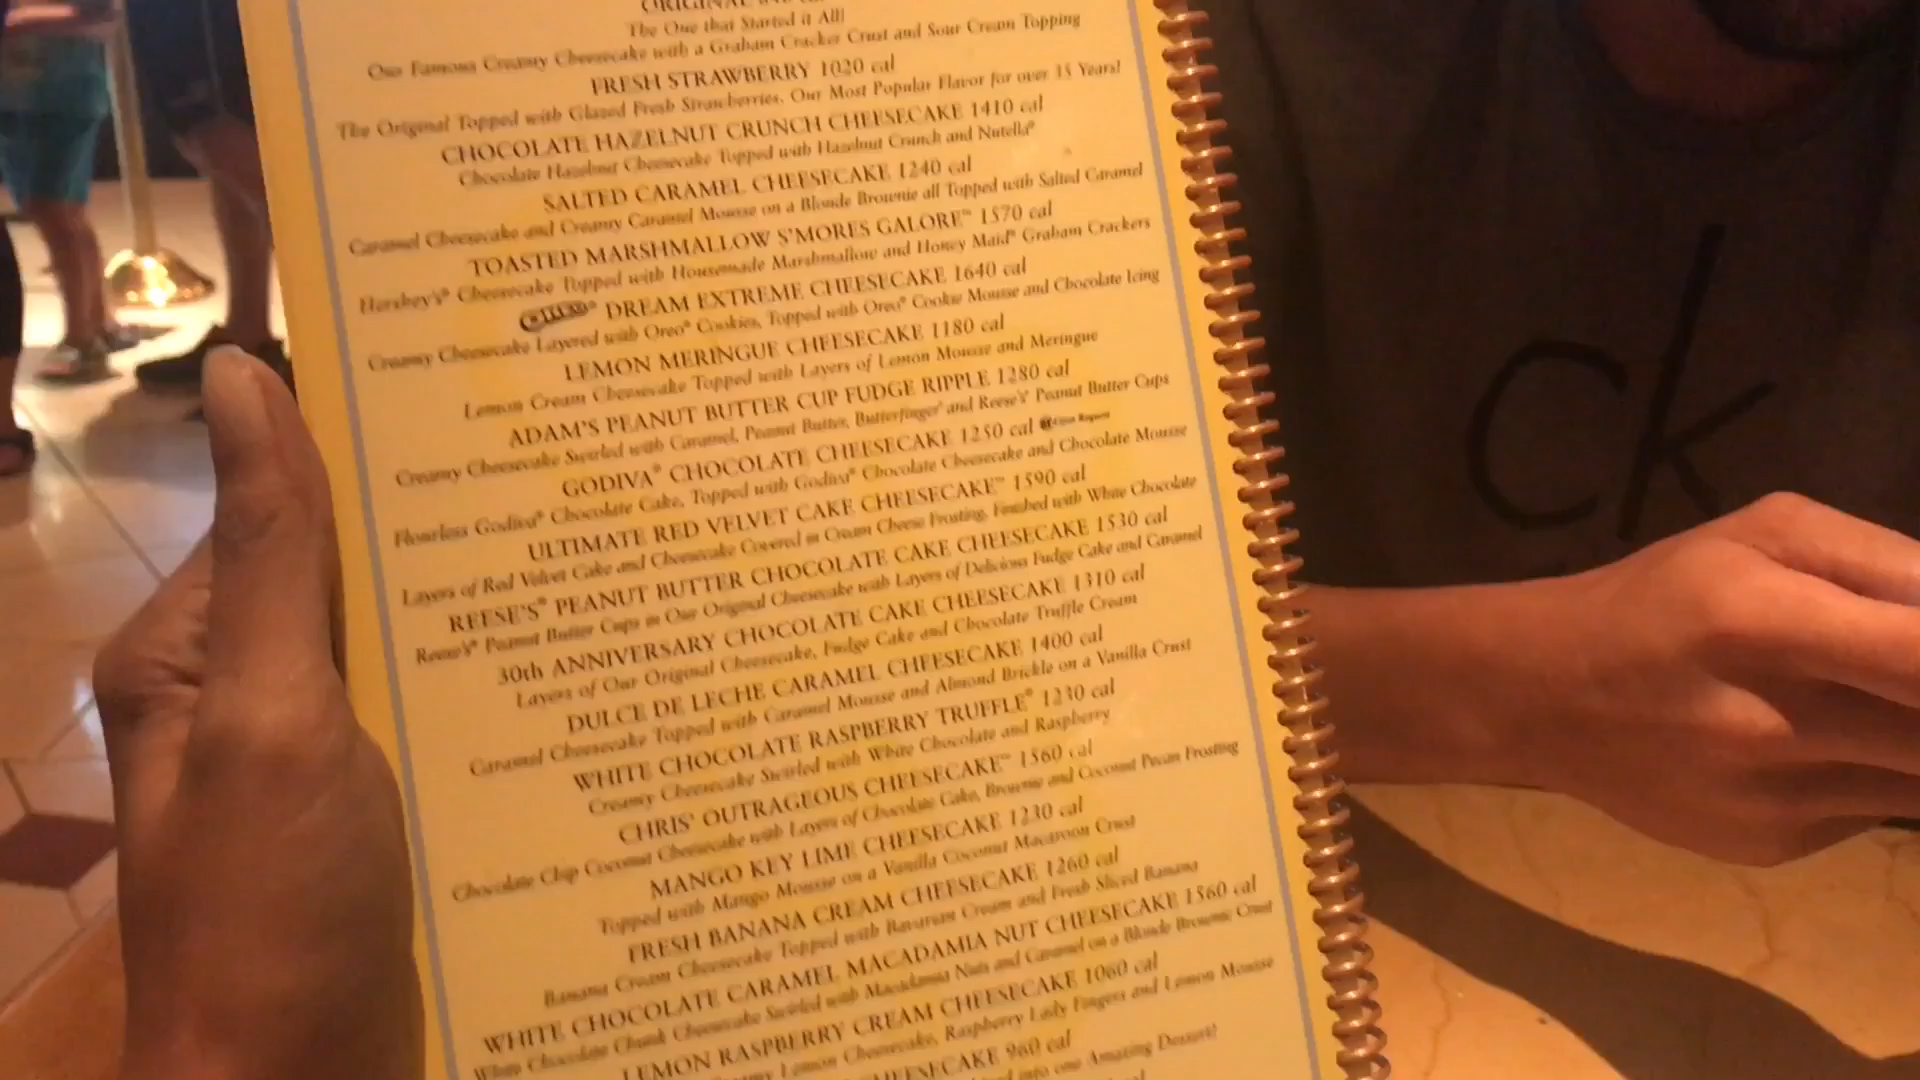 ORIGINAL
The One that Started it All!
Our Famous Creamy Cheesecake with a Graham Cracker Crust and Sour Cream Topping
FRESH STRAWBERRY 1020 cal
The Original Topped with Glazed Fresh Strawberries. Our Most Popular Flavor for over 35 Years!
CHOCOLATE HAZELNUT CRUNCH CHEESECAKE 1410 cal
Chocolate Hazelnut Cheesecake Topped with Hazelnut Crunch and Nutella®
SALTED CARAMEL CHEESECAKE 1240 cal
Caramel Cheesecake and Creamy Caramel Mousse on a Blonde Brownie all Topped with Salted Caramel
TOASTED MARSHMALLOW S'MORES GALORE™ 1570 cal
Hershey's® Cheesecake Topped with Housemade Marshmallow and Honey Maid® Graham Crackers
OREO® DREAM EXTREME CHEESECAKE 1640 cal
Creamy Cheesecake Layered with Oreo® Cookies, Topped with Oreo® Cookie Mousse and Chocolate Icing
LEMON MERINGUE CHEESECAKE 1180 cal
Lemon Cream Cheesecake Topped with Layers of Lemon Mousse and Meringue
ADAM'S PEANUT BUTTER CUP FUDGE RIPPLE 1280 cal
Creamy Cheesecake Swirled with Caramel, Peanut Butter, Butterfinger® and Reese's® Peanut Butter Cups
GODIVA® CHOCOLATE CHEESECAKE 1250 cal
Flourless Godiva® Chocolate Cake, Topped with Godiva® Chocolate Cheesecake and Chocolate Mousse
ULTIMATE RED VELVET CAKE CHEESECAKE™ 1590 cal
Layers of Red Velvet Cake and Cheesecake Covered in Cream Cheese Frosting, Finished with White Chocolate
REESE'S® PEANUT BUTTER CHOCOLATE CAKE CHEESECAKE 1530 cal
Reese's® Peanut Butter Cups in Our Original Cheesecake with Layers of Delicious Fudge Cake and Caramel
30th ANNIVERSARY CHOCOLATE CAKE CHEESECAKE 1310 cal
Layers of Our Original Cheesecake, Fudge Cake and Chocolate Truffle Cream
DULCE DE LECHE CARAMEL CHEESECAKE 1400 cal
Caramel Cheesecake Topped with Caramel Mousse and Almond Brickle on a Vanilla Crust
WHITE CHOCOLATE RASPBERRY TRUFFLE® 1230 cal
Creamy Cheesecake Swirled with White Chocolate and Raspberry
CHRIS' OUTRAGEOUS CHEESECAKE™ 1560 cal
Chocolate Chip Coconut Cheesecake with Layers of Chocolate Cake, Brownie and Coconut Pecan Frosting
MANGO KEY LIME CHEESECAKE 1230 cal
Topped with Mango Mousse on a Vanilla Coconut Macaroon Crust
FRESH BANANA CREAM CHEESECAKE 1260 cal
Banana Cream Cheesecake Topped with Bavarian Cream and Fresh Sliced Banana
WHITE CHOCOLATE CARAMEL MACADAMIA NUT CHEESECAKE 1560 cal
White Chocolate Chunk Cheesecake Swirled with Macadamia Nuts and Caramel on a Blonde Brownie Crust
LEMON RASPBERRY CREAM CHEESECAKE 1060 cal
Creamy Lemon Cheesecake, Raspberry Lady Fingers and Lemon Mousse
CHEESECAKE 960 cal
into one Amazing Dessert!
ck